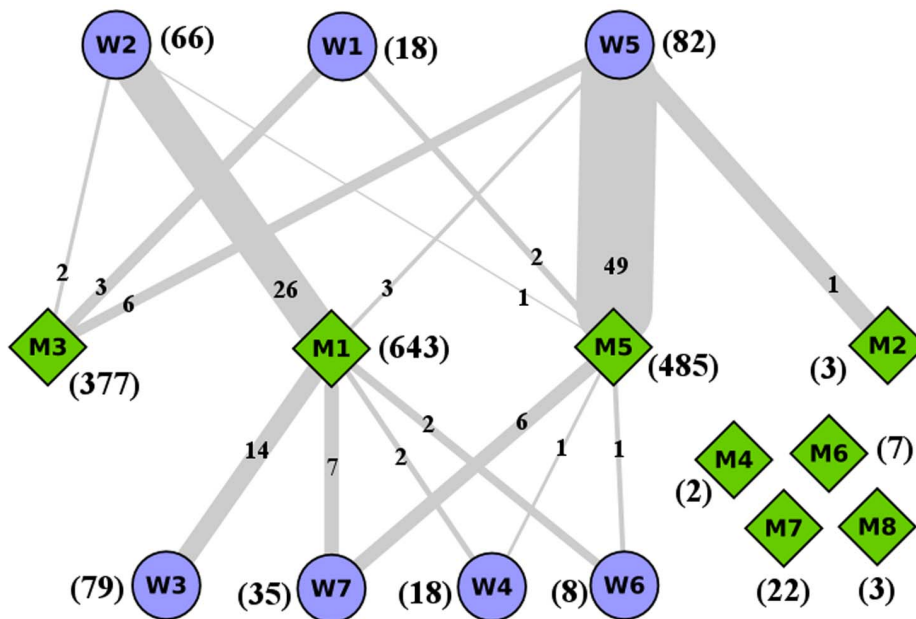 W2 (66) W1 (18) W5 (82)
2 3 6 26 3 1 2 49 1
M3 (377) M1 (643) M5 (485) M2 (3)
14 7 2 2 6 1 1
M4 (2) M6 (7)
M7 (22) M8 (3)
(79) W3 (35) W7 (18) W4 (8) W6